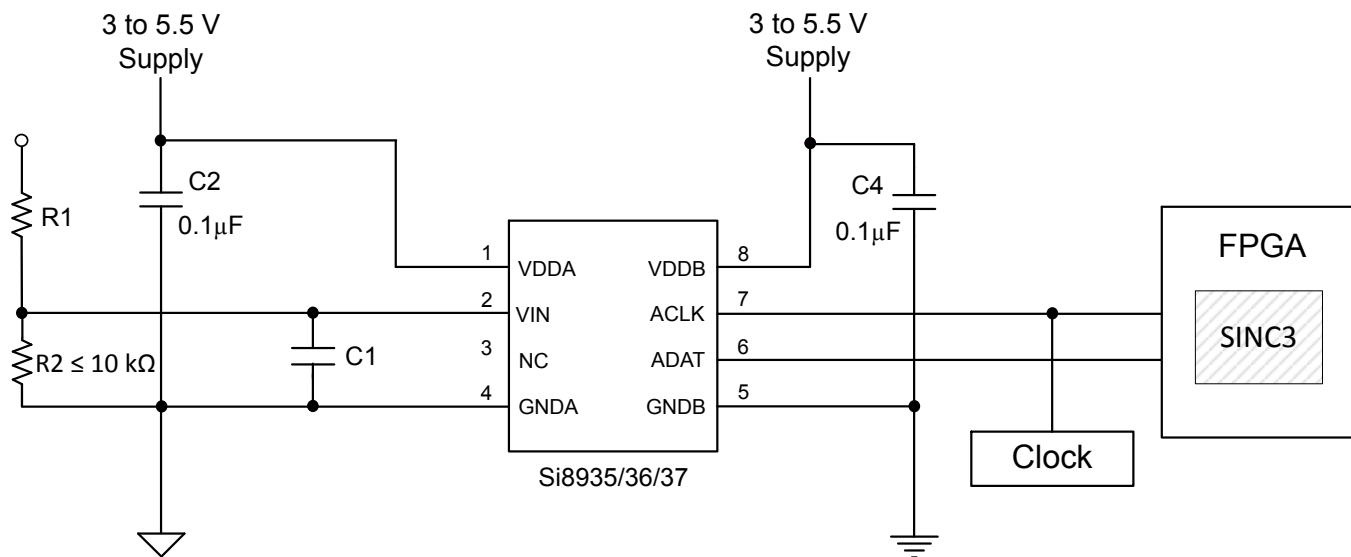 3 to 5.5 V
Supply
3 to 5.5 V
Supply
C2
0.1μF
R1
R2 ≤ 10 kΩ
C1
1
2
3
4
VDDA
VIN
NC
GNDA
VDDB
ACLK
ADAT
GNDB
8
7
6
5
Si8935/36/37
C4
0.1μF
Clock
FPGA
SINC3